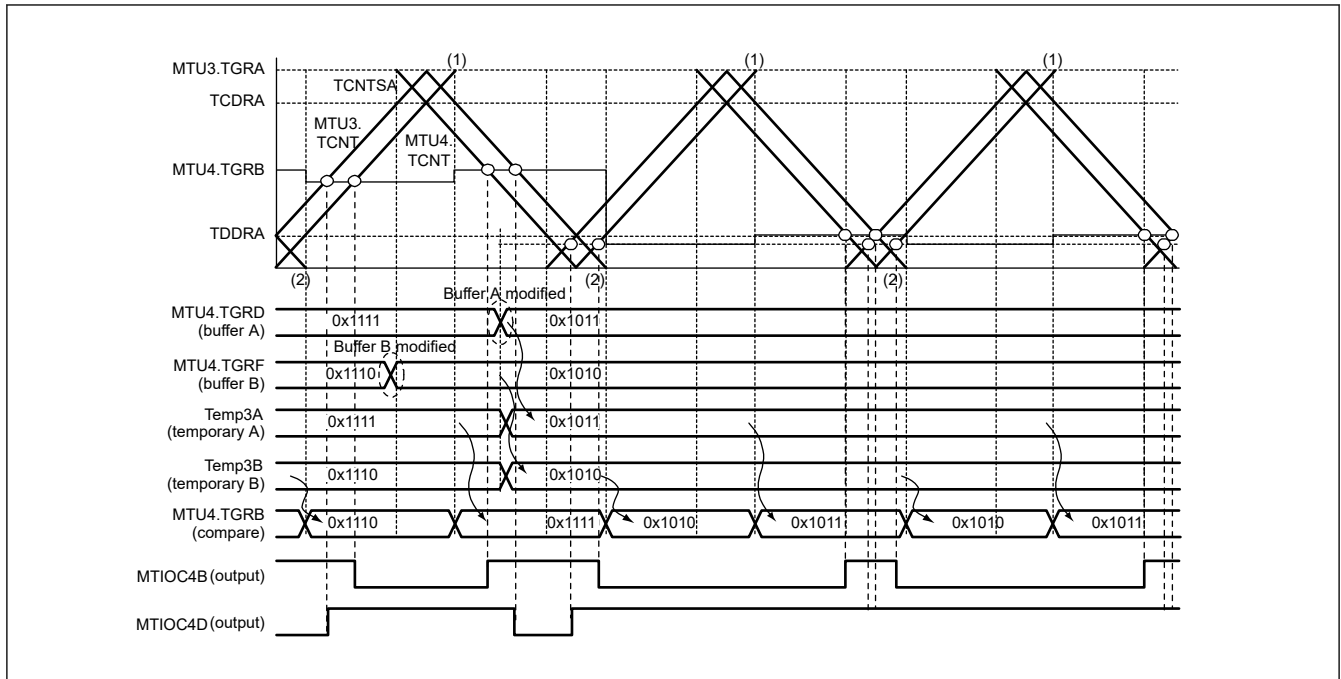 MTU3.TGRA
(1)
(1)
(1)
TCNTSA
TCDRA
MTU3.
TCNT
MTU4.
TCNT
MTU4.TGRB
TDDRA
(2)
(2)
(2)
Buffer A modified
MTU4.TGRD
(buffer A)
0x1111
0x1011
Buffer B modified
MTU4.TGRF
(buffer B)
0x1110
0x1010
Temp3A
(temporary A)
0x1111
0x1011
Temp3B
(temporary B)
0x1110
0x1010
MTU4.TGRB
(compare)
0x1110
0x1111
0x1010
0x1011
0x1010
0x1011
MTIOC4B (output)
MTIOC4D (output)